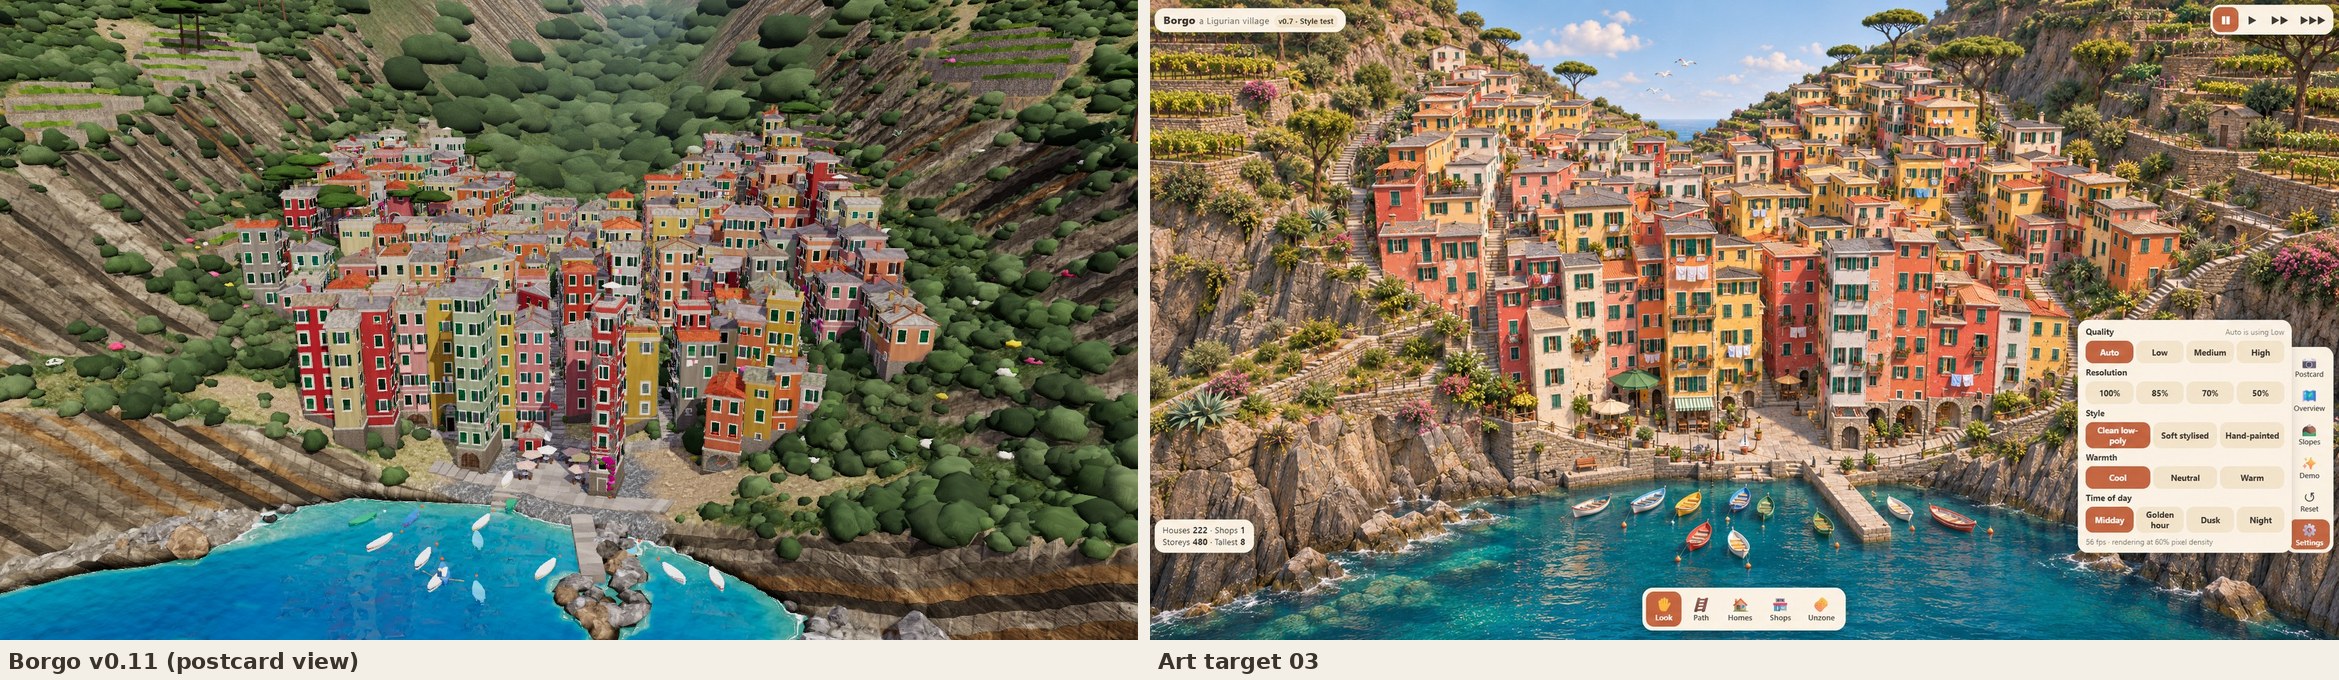 Borgo a Ligurian village v0.7 · Style test
Quality Auto is using Low
Auto Low Medium High
Resolution
100% 85% 70% 50%
Style
Clean low-poly Soft stylised Hand-painted
Warmth
Cool Neutral Warm
Time of day
Midday Golden hour Dusk Night
56 fps · rendering at 60% pixel density
Postcard
Overview
Slopes
Demo
Reset
Settings
Houses 222 · Shops 1
Storeys 480 · Tallest 8
Look Path Homes Shops Unzone
Borgo v0.11 (postcard view)
Art target 03